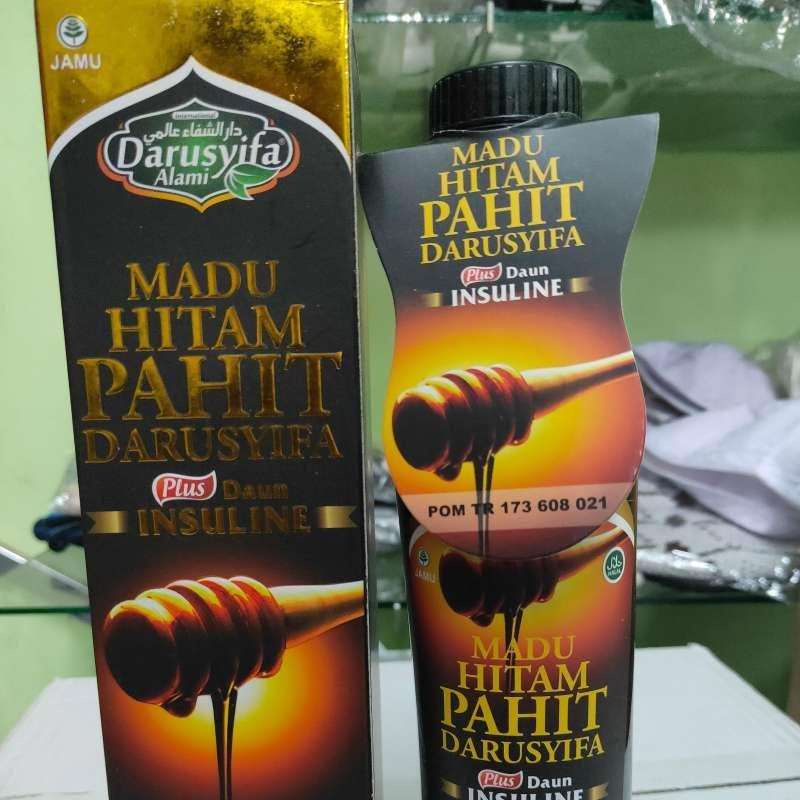 JAMU
International
دار الشفاء عالمي
Darusyifa®
Alami
MADU
HITAM
PAHIT
DARUSYIFA
Plus Daun
INSULINE
MADU
HITAM
PAHIT
DARUSYIFA
Plus Daun
INSULINE
POM TR 173 608 021
JAMU
HALAL
MADU
HITAM
PAHIT
DARUSYIFA
Plus Daun
INSULINE